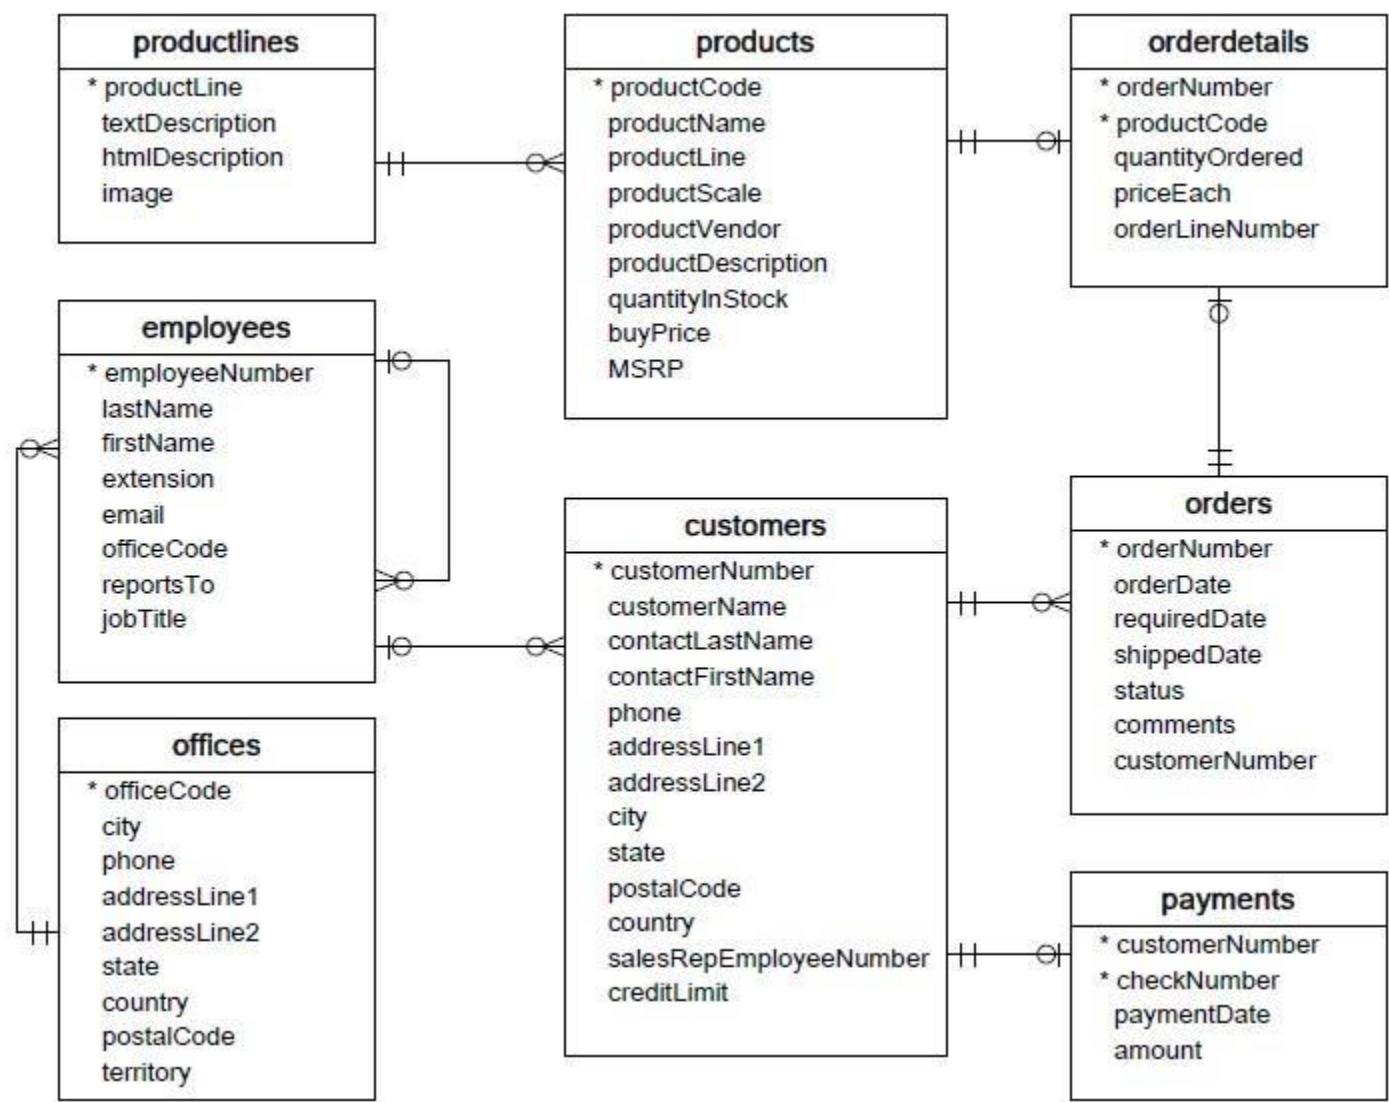 productlines
* productLine
textDescription
htmlDescription
image
products
* productCode
productName
productLine
productScale
productVendor
productDescription
quantityInStock
buyPrice
MSRP
orderdetails
* orderNumber
* productCode
quantityOrdered
priceEach
orderLineNumber
employees
* employeeNumber
lastName
firstName
extension
email
officeCode
reportsTo
jobTitle
customers
* customerNumber
customerName
contactLastName
contactFirstName
phone
addressLine1
addressLine2
city
state
postalCode
country
salesRepEmployeeNumber
creditLimit
orders
* orderNumber
orderDate
requiredDate
shippedDate
status
comments
customerNumber
offices
* officeCode
city
phone
addressLine1
addressLine2
state
country
postalCode
territory
payments
* customerNumber
* checkNumber
paymentDate
amount